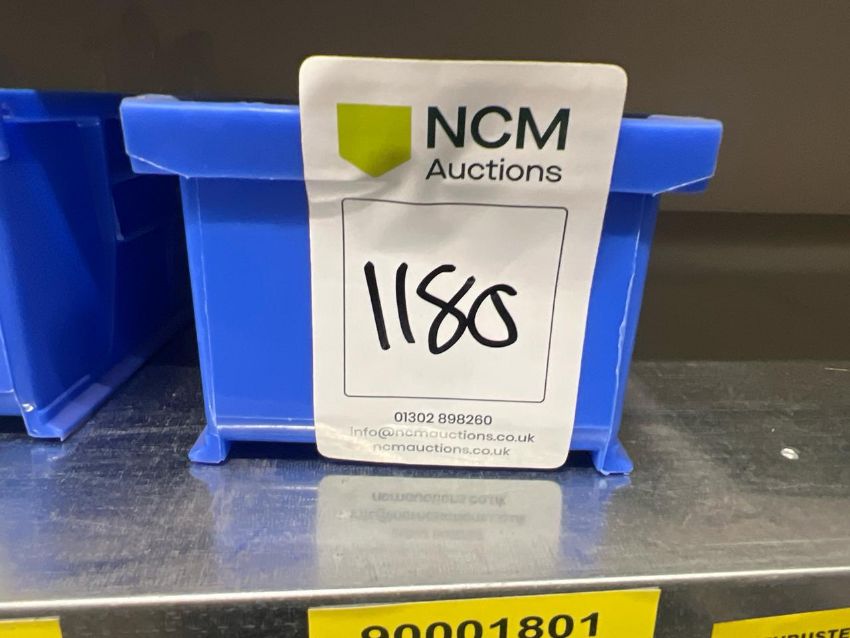 NCM
Auctions
1180
01302 898260
info@ncmauctions.co.uk
ncmauctions.co.uk
90001801